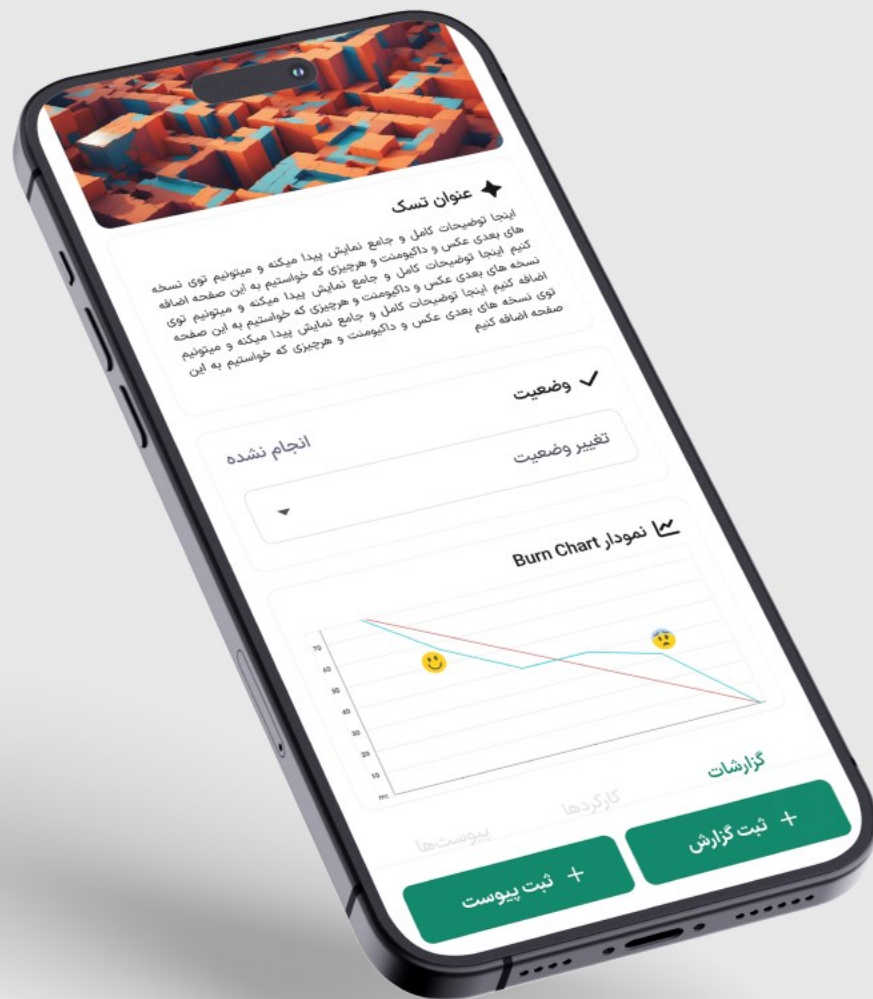 عنوان تسک
اینجا توضیحات کامل و جامع نمایش پیدا میکنه و میتونیم توی نسخه
های بعدی عکس و داکیومنت و هرچیزی که خواستیم به این صفحه اضافه
کنیم اینجا توضیحات کامل و جامع نمایش پیدا میکنه و میتونیم توی
نسخه های بعدی عکس و داکیومنت و هرچیزی که خواستیم به این صفحه
اضافه کنیم اینجا توضیحات کامل و جامع نمایش پیدا میکنه و میتونیم
توی نسخه های بعدی عکس و داکیومنت و هرچیزی که خواستیم به این
صفحه اضافه کنیم
وضعیت
انجام نشده
تغییر وضعیت
نمودار Burn Chart
70
60
50
40
30
20
10
گزارشات
کارکردها
پیوست‌ها
+ ثبت گزارش
+ ثبت پیوست